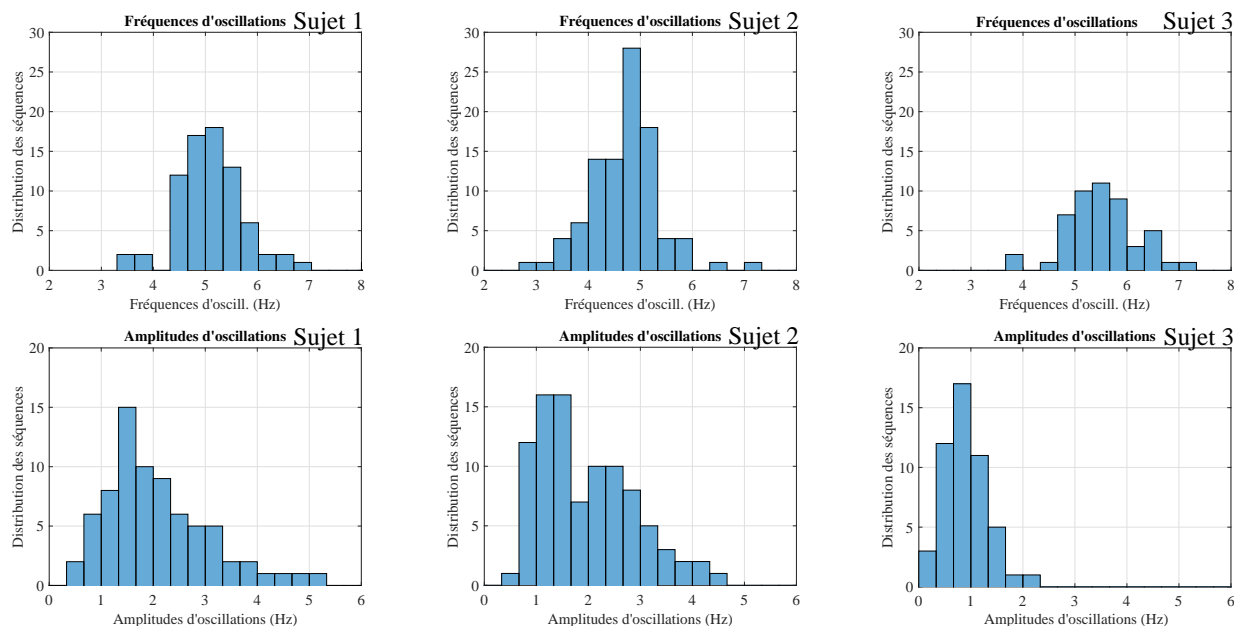 Fréquences d'oscillations Sujet 1
30
25
20
15
10
5
0
Distribution des séquences
2 3 4 5 6 7 8
Fréquences d'oscill. (Hz)
Fréquences d'oscillations Sujet 2
30
25
20
15
10
5
0
Distribution des séquences
2 3 4 5 6 7 8
Fréquences d'oscill. (Hz)
Fréquences d'oscillations Sujet 3
30
25
20
15
10
5
0
Distribution des séquences
2 3 4 5 6 7 8
Fréquences d'oscill. (Hz)
Amplitudes d'oscillations Sujet 1
20
15
10
5
0
Distribution des séquences
0 1 2 3 4 5 6
Amplitudes d'oscillations (Hz)
Amplitudes d'oscillations Sujet 2
20
15
10
5
0
Distribution des séquences
0 1 2 3 4 5 6
Amplitudes d'oscillations (Hz)
Amplitudes d'oscillations Sujet 3
20
15
10
5
0
Distribution des séquences
0 1 2 3 4 5 6
Amplitudes d'oscillations (Hz)